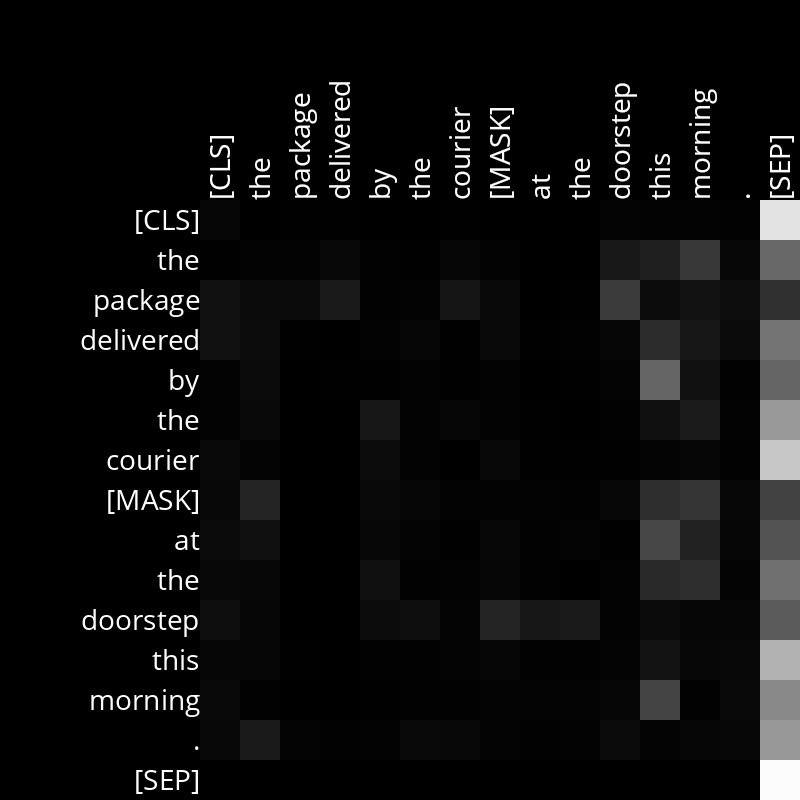 [CLS]
the
package
delivered
by
the
courier
[MASK]
at
the
doorstep
this
morning
.
[SEP]
[CLS]
the
package
delivered
by
the
courier
[MASK]
at
the
doorstep
this
morning
.
[SEP]